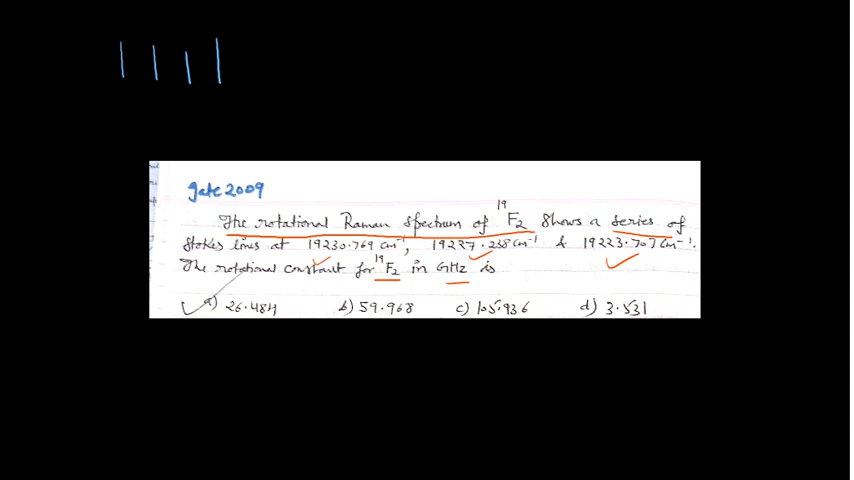 gate 2009
The rotational Raman Spectrum of ¹⁹F₂ Shows a series of
Stokes lines at 19230.769 cm⁻¹, 19227.238 cm⁻¹ & 19223.707 cm⁻¹.
The rotational constant for ¹⁹F₂ in GHz is
a) 26.484 b) 59.968 c) 105.936 d) 3.531